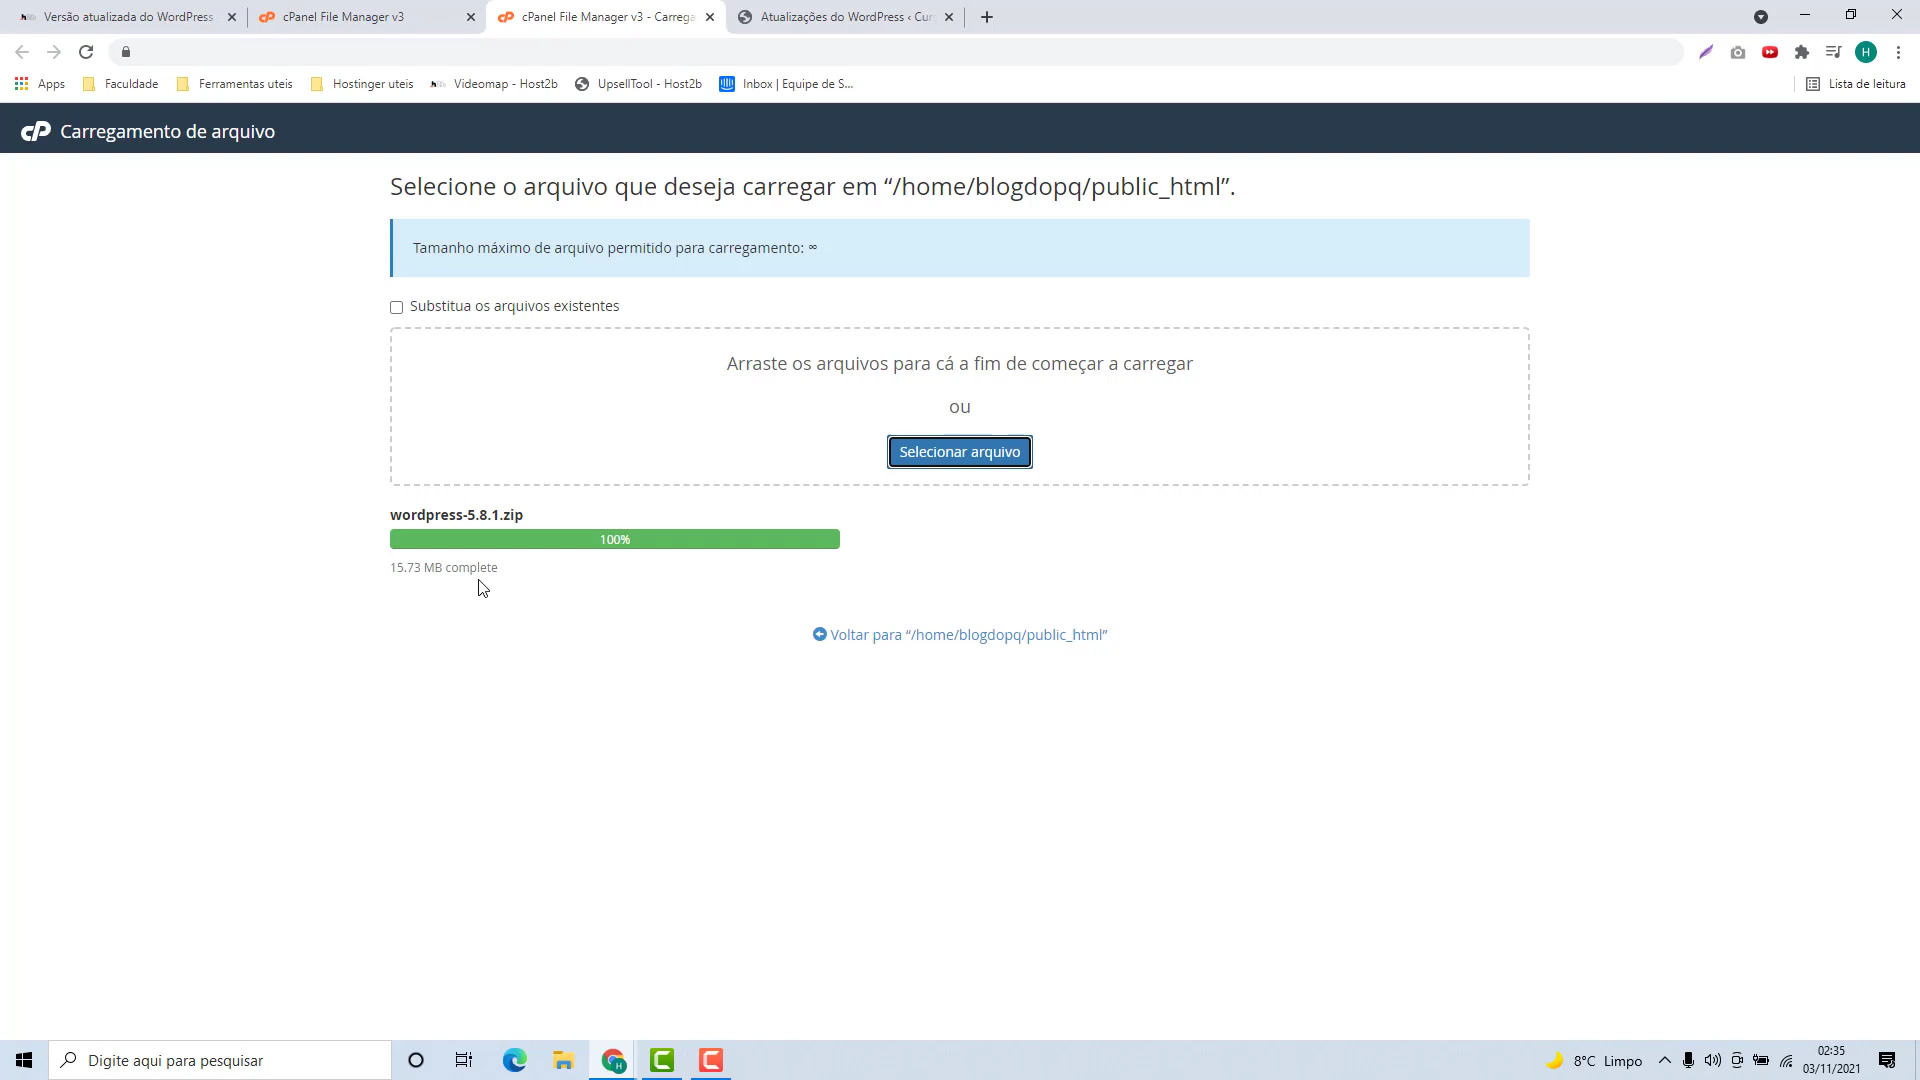 Versão atualizada do WordPress
cPanel File Manager v3
cPanel File Manager v3 - Carrega
Atualizações do WordPress ‹ Cur
H
Apps
Faculdade
Ferramentas uteis
Hostinger uteis
Videomap - Host2b
UpsellTool - Host2b
Inbox | Equipe de S...
Lista de leitura
cP Carregamento de arquivo
Selecione o arquivo que deseja carregar em “/home/blogdopq/public_html”.
Tamanho máximo de arquivo permitido para carregamento: ∞
Substitua os arquivos existentes
Arraste os arquivos para cá a fim de começar a carregar
ou
Selecionar arquivo
wordpress-5.8.1.zip
100%
15.73 MB complete
Voltar para “/home/blogdopq/public_html”
Digite aqui para pesquisar
8°C Limpo
02:35
03/11/2021